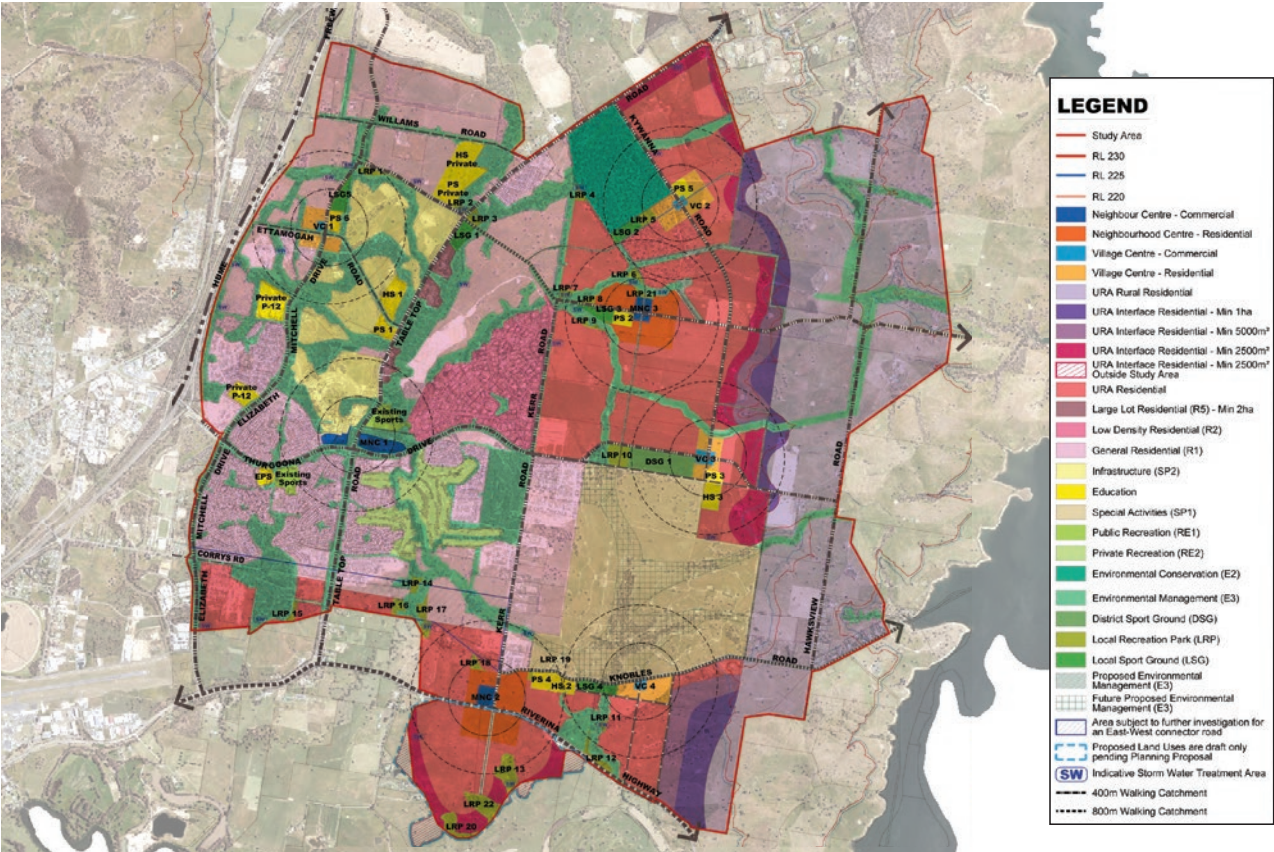 FREEW
ROAD
WILLAMS
ROAD
KYWANNA
HS
Private
LRP 1
PS
Private
LRP 2
LSG5
LRP 3
LRP 4
PS 5
VC 2
PS 6
VC 1
LRP 5
ROAD
LSG 1
LSG 2
ETTAMOGAH
DRIVE
ROAD
HUME
LRP 6
LRP 7
LRP 21
LRP 8
Private
P-12
HS 1
LSG 3
MNC 3
LRP 9
PS 2
PS 1
TABLE TOP
MITCHELL
ROAD
Private
P-12
KERR
ELIZABETH
Existing
Sports
MNC 1
DRIVE
THURGOONA
DRIVE
LRP 10
DSG 1
VC 3
PS 3
EPS
Existing
Sports
ROAD
ROAD
ROAD
HS 3
MITCHELL
CORRYS RD
TABLE TOP
LRP 14
ELIZABETH
LRP 15
LRP 16
LRP 17
KERR
HAWKSVIEW
LRP 18
LRP 19
KNOBLES
ROAD
PS 4
HS 2
LSG 4
VC 4
MNC 2
RIVERINA
LRP 11
LRP 12
HIGHWAY
LRP 13
LRP 22
LRP 20
LEGEND
Study Area
RL 230
RL 225
RL 220
Neighbour Centre - Commercial
Neighbourhood Centre - Residential
Village Centre - Commercial
Village Centre - Residential
URA Rural Residential
URA Interface Residential - Min 1ha
URA Interface Residential - Min 5000m²
URA Interface Residential - Min 2500m²
URA Interface Residential - Min 2500m²
Outside Study Area
URA Residential
Large Lot Residential (R5) - Min 2ha
Low Density Residential (R2)
General Residential (R1)
Infrastructure (SP2)
Education
Special Activities (SP1)
Public Recreation (RE1)
Private Recreation (RE2)
Environmental Conservation (E2)
Environmental Management (E3)
District Sport Ground (DSG)
Local Recreation Park (LRP)
Local Sport Ground (LSG)
Proposed Environmental
Management (E3)
Future Proposed Environmental
Management (E3)
Area subject to further investigation for
an East-West connector road
Proposed Land Uses are draft only
pending Planning Proposal
SW Indicative Storm Water Treatment Area
400m Walking Catchment
800m Walking Catchment